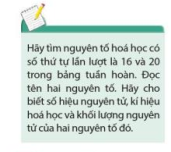 Hãy tìm nguyên tố hoá học có
số thứ tự lần lượt là 16 và 20
trong bảng tuần hoàn. Đọc
tên hai nguyên tố. Hãy cho
biết số hiệu nguyên tử, kí hiệu
hoá học và khối lượng nguyên
tử của hai nguyên tố đó.